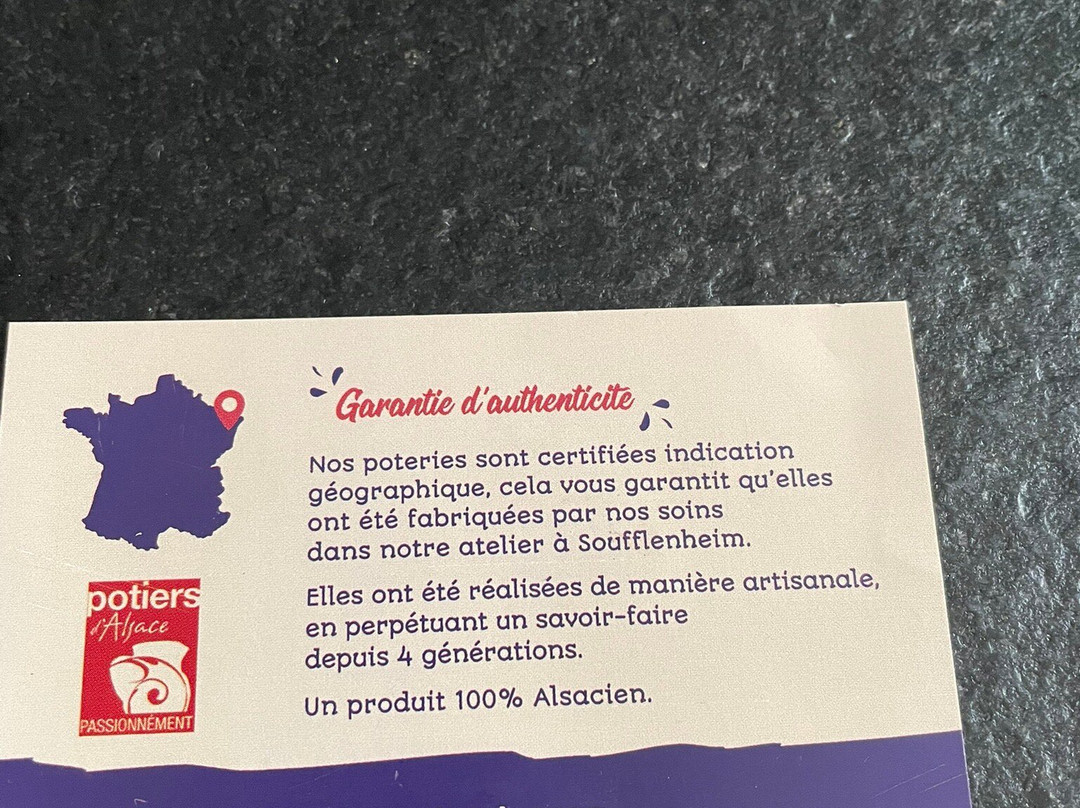 Garantie d'authenticite
Nos poteries sont certifiées indication
géographique, cela vous garantit qu'elles
ont été fabriquées par nos soins
dans notre atelier à Soufflenheim.
Elles ont été réalisées de manière artisanale,
en perpétuant un savoir-faire
depuis 4 générations.
Un produit 100% Alsacien.
potiers
d'Alsace
PASSIONNÉMENT